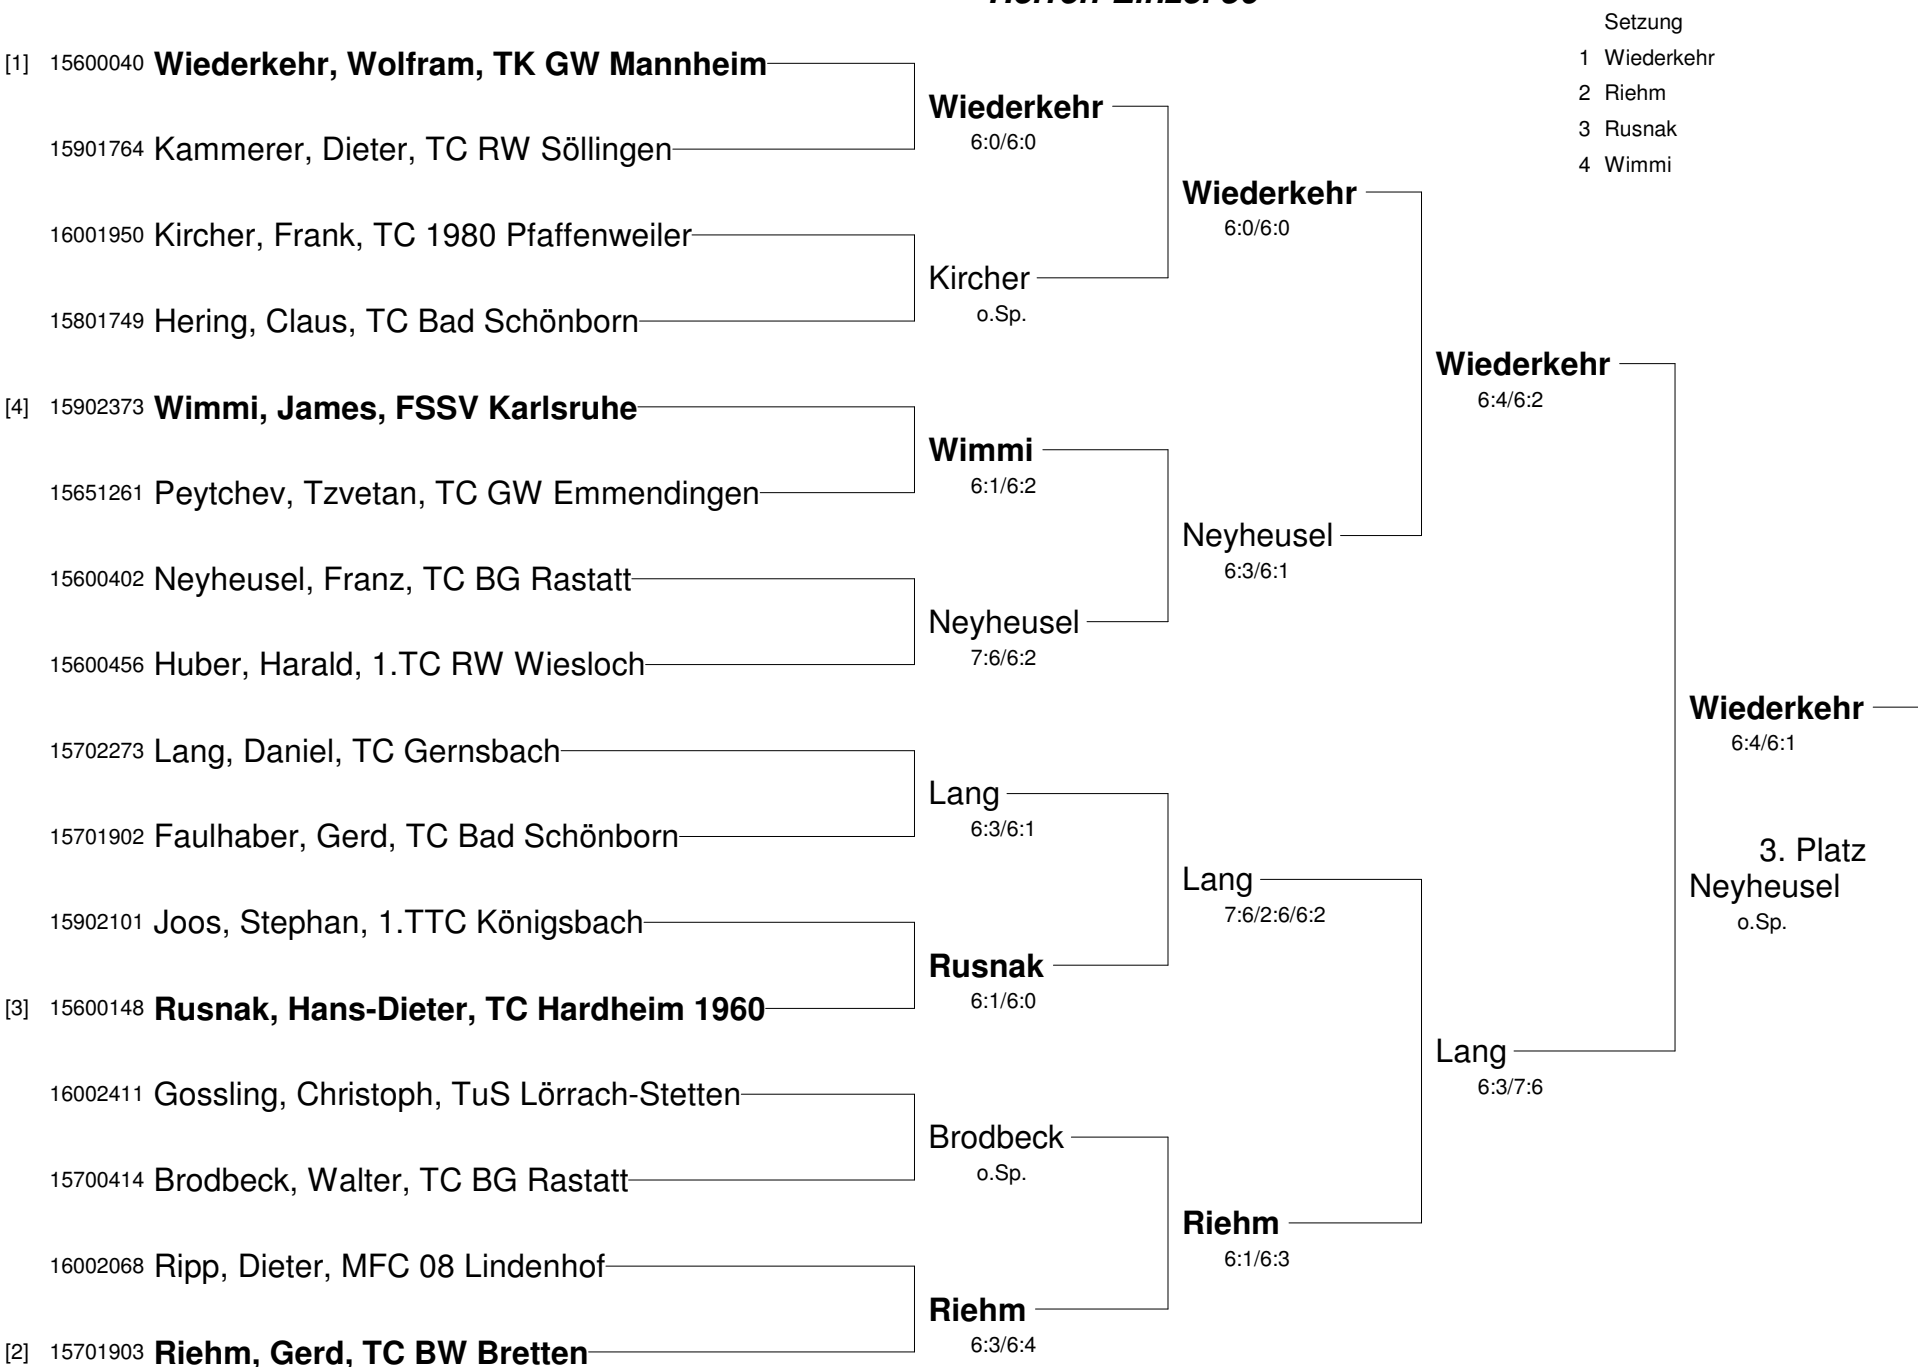 Setzung
1 Wiederkehr
2 Riehm
3 Rusnak
4 Wimmi
[1] 15600040 Wiederkehr, Wolfram, TK GW Mannheim
15901764 Kammerer, Dieter, TC RW Söllingen
16001950 Kircher, Frank, TC 1980 Pfaffenweiler
15801749 Hering, Claus, TC Bad Schönborn
[4] 15902373 Wimmi, James, FSSV Karlsruhe
15651261 Peytchev, Tzvetan, TC GW Emmendingen
15600402 Neyheusel, Franz, TC BG Rastatt
15600456 Huber, Harald, 1.TC RW Wiesloch
15702273 Lang, Daniel, TC Gernsbach
15701902 Faulhaber, Gerd, TC Bad Schönborn
15902101 Joos, Stephan, 1.TTC Königsbach
[3] 15600148 Rusnak, Hans-Dieter, TC Hardheim 1960
16002411 Gossling, Christoph, TuS Lörrach-Stetten
15700414 Brodbeck, Walter, TC BG Rastatt
16002068 Ripp, Dieter, MFC 08 Lindenhof
[2] 15701903 Riehm, Gerd, TC BW Bretten
Wiederkehr
6:0/6:0
Kircher
o.Sp.
Wimmi
6:1/6:2
Neyheusel
7:6/6:2
Lang
6:3/6:1
Rusnak
6:1/6:0
Brodbeck
o.Sp.
Riehm
6:3/6:4
Wiederkehr
6:0/6:0
Neyheusel
6:3/6:1
Lang
7:6/2:6/6:2
Riehm
6:1/6:3
Wiederkehr
6:4/6:2
Lang
6:3/7:6
Wiederkehr
6:4/6:1
3. Platz
Neyheusel
o.Sp.